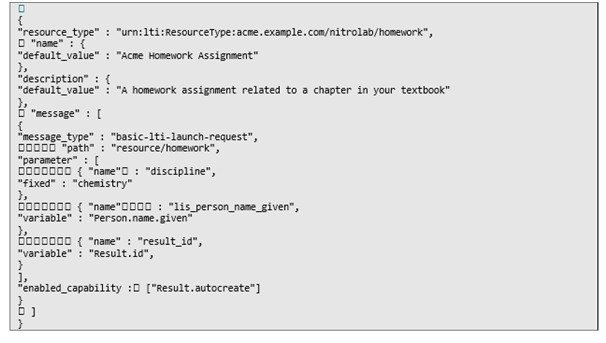 □
{
"resource_type" : "urn:lti:ResourceType:acme.example.com/nitrolab/homework",
□ "name" : {
"default_value" : "Acme Homework Assignment"
},
"description" : {
"default_value" : "A homework assignment related to a chapter in your textbook"
},
□ "message" : [
{
"message_type" : "basic-lti-launch-request",
□□□□□ "path" : "resource/homework",
"parameter" : [
□□□□□□□ { "name"□ : "discipline",
"fixed" : "chemistry"
},
□□□□□□□ { "name"□□□□ : "lis_person_name_given",
"variable" : "Person.name.given"
},
□□□□□□□ { "name" : "result_id",
"variable" : "Result.id",
}
],
"enabled_capability :□ ["Result.autocreate"]
}
□ ]
}